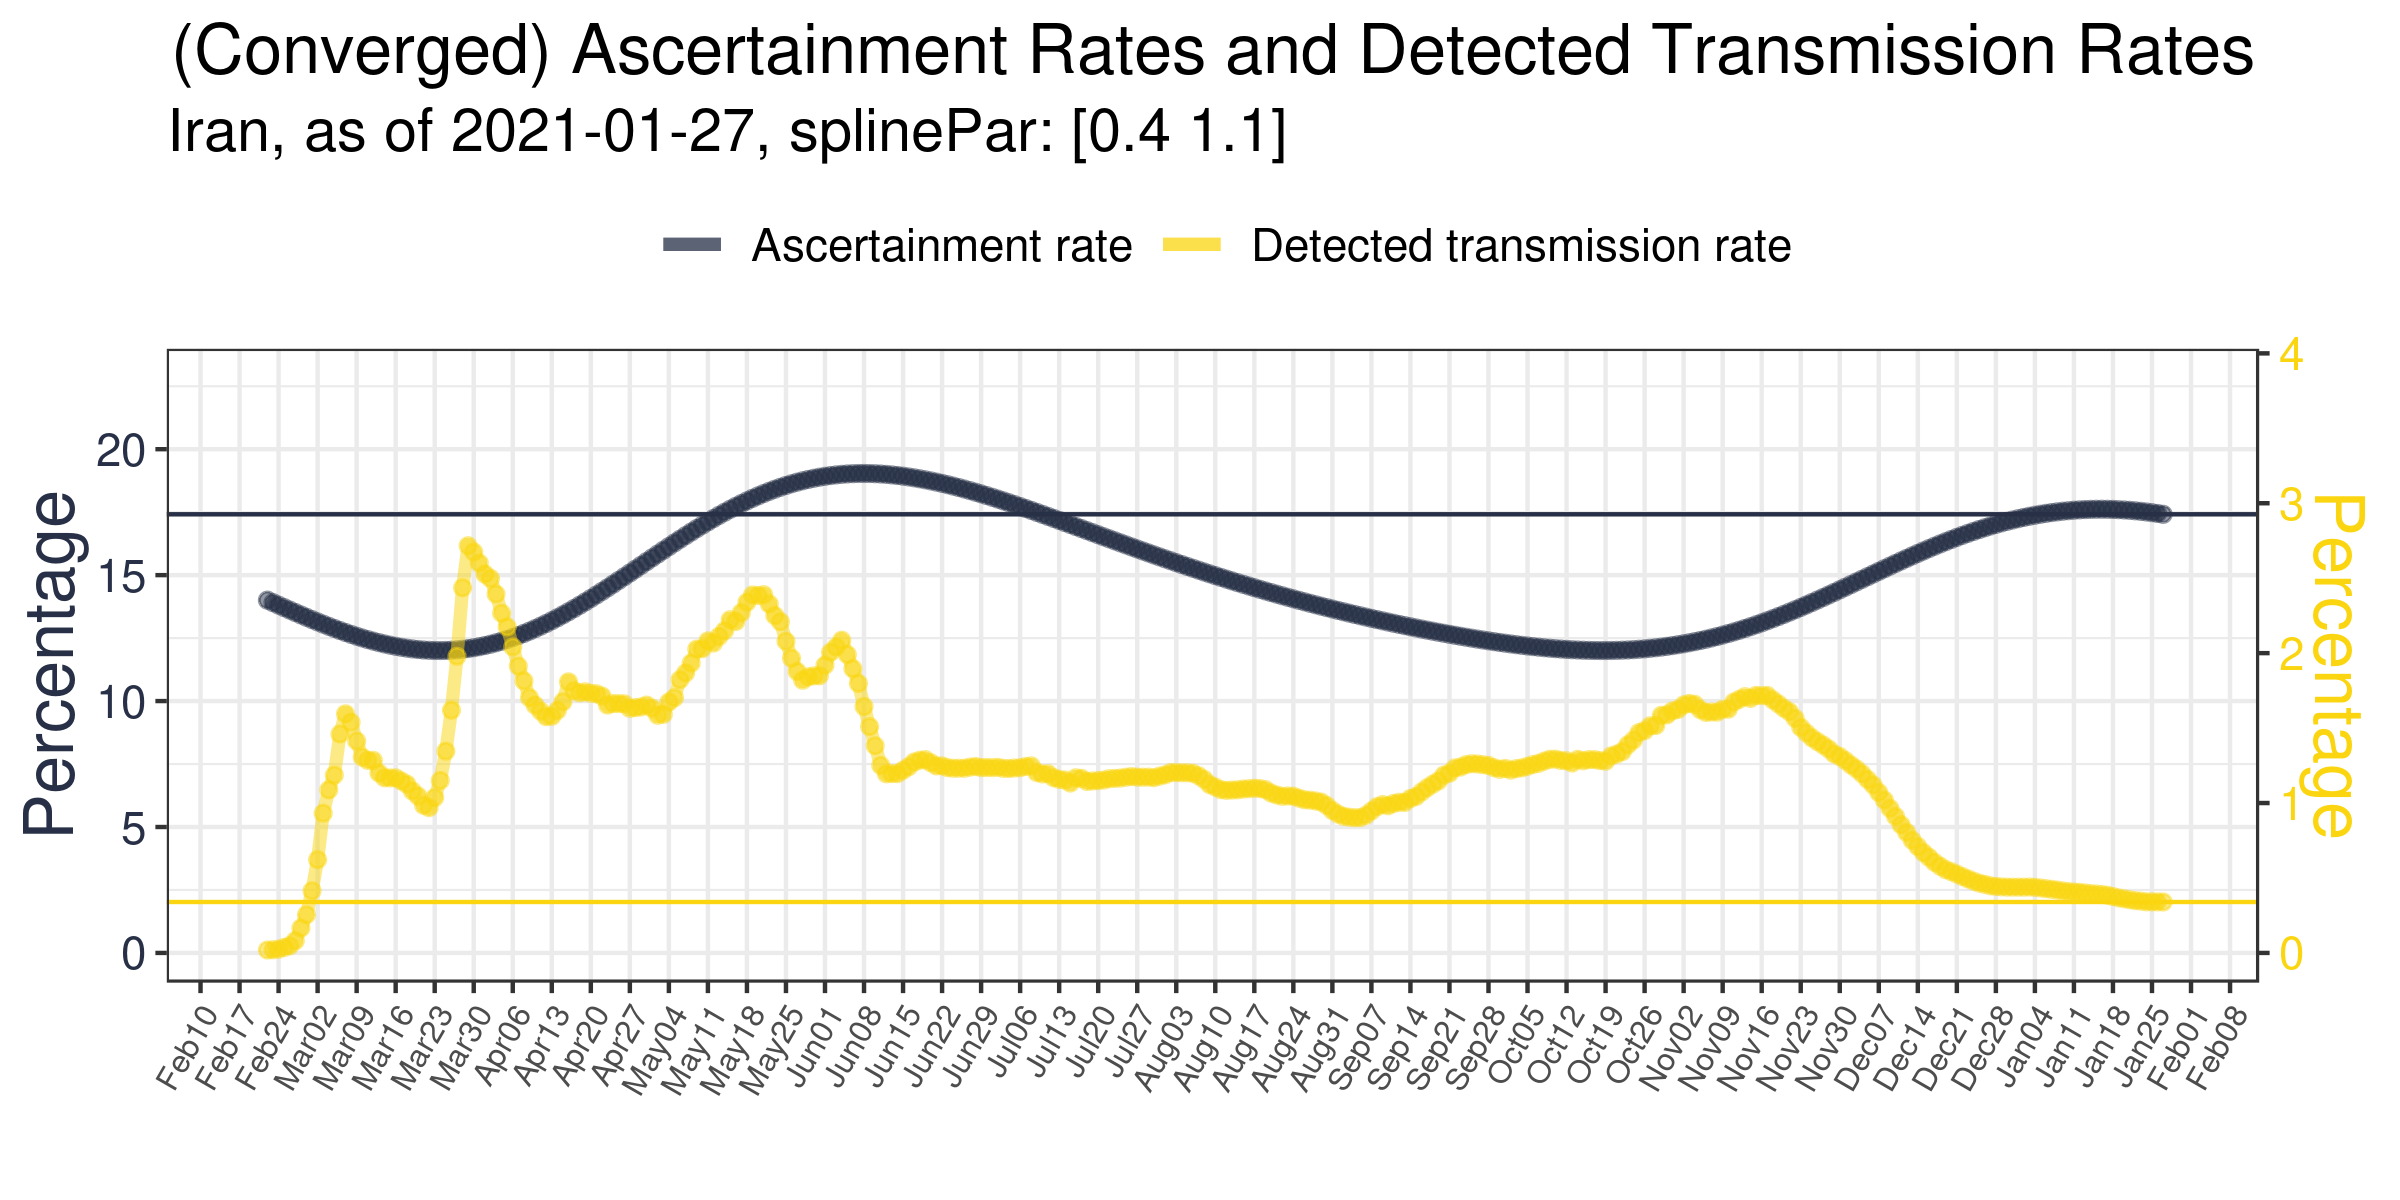 (Converged) Ascertainment Rates and Detected Transmission Rates
Iran, as of 2021-01-27, splinePar: [0.4 1.1]
Ascertainment rate
Detected transmission rate
Percentage
20
15
10
5
0
4
3
2
1
0
Percentage
Feb10
Feb17
Feb24
Mar02
Mar09
Mar16
Mar23
Mar30
Apr06
Apr13
Apr20
Apr27
May04
May11
May18
May25
Jun01
Jun08
Jun15
Jun22
Jun29
Jul06
Jul13
Jul20
Jul27
Aug03
Aug10
Aug17
Aug24
Aug31
Sep07
Sep14
Sep21
Sep28
Oct05
Oct12
Oct19
Oct26
Nov02
Nov09
Nov16
Nov23
Nov30
Dec07
Dec14
Dec21
Dec28
Jan04
Jan11
Jan18
Jan25
Feb01
Feb08